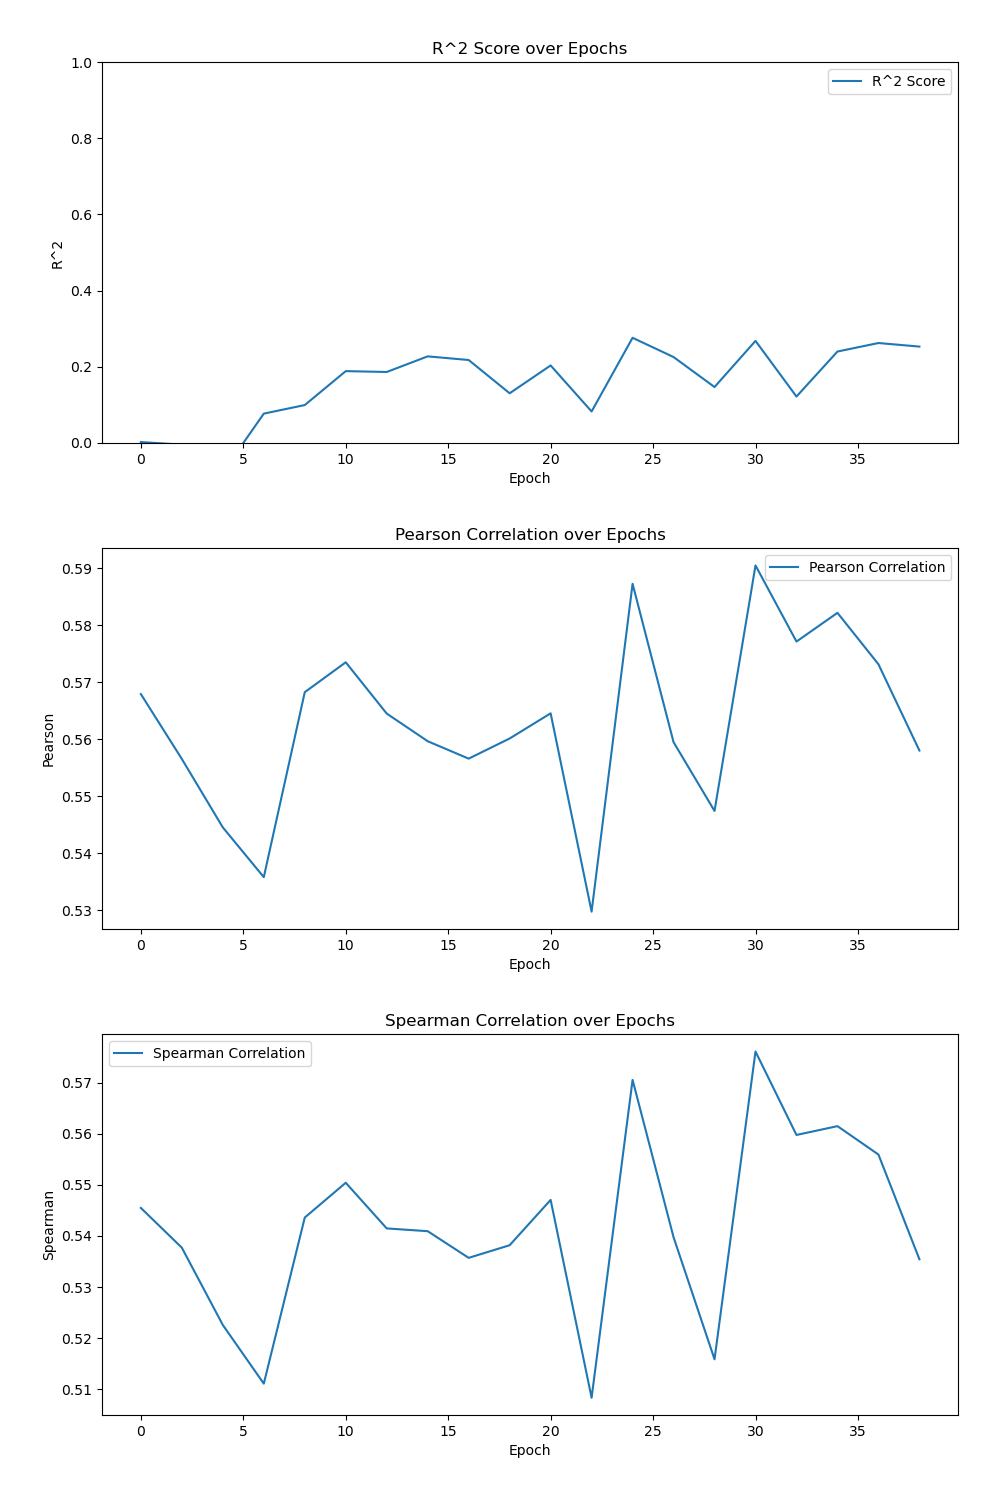 R^2 Score over Epochs
R^2 Score
1.0
0.8
0.6
0.4
0.2
0.0
R^2
0 5 10 15 20 25 30 35
Epoch
Pearson Correlation over Epochs
Pearson Correlation
0.59
0.58
0.57
0.56
0.55
0.54
0.53
Pearson
0 5 10 15 20 25 30 35
Epoch
Spearman Correlation over Epochs
Spearman Correlation
0.57
0.56
0.55
0.54
0.53
0.52
0.51
Spearman
0 5 10 15 20 25 30 35
Epoch